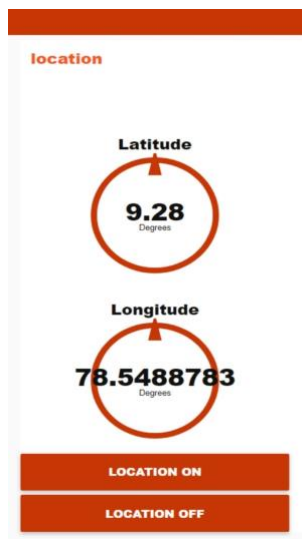 location
Latitude
9.28
Degrees
Longitude
78.5488783
Degrees
LOCATION ON
LOCATION OFF